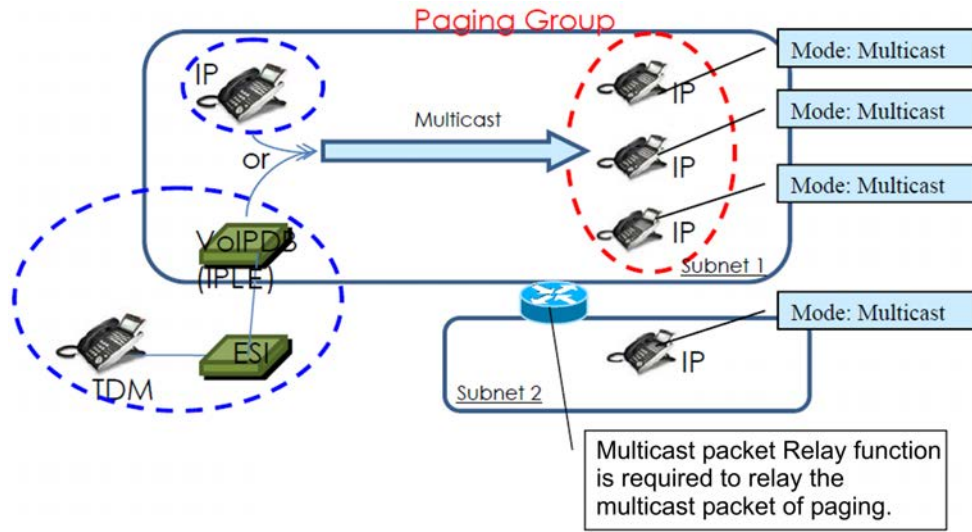 Paging Group
IP
or
Multicast
IP
IP
IP
Mode: Multicast
Mode: Multicast
Mode: Multicast
VoIPDB
(IPLE)
Subnet 1
TDM
ESI
Mode: Multicast
IP
Subnet 2
Multicast packet Relay function
is required to relay the
multicast packet of paging.